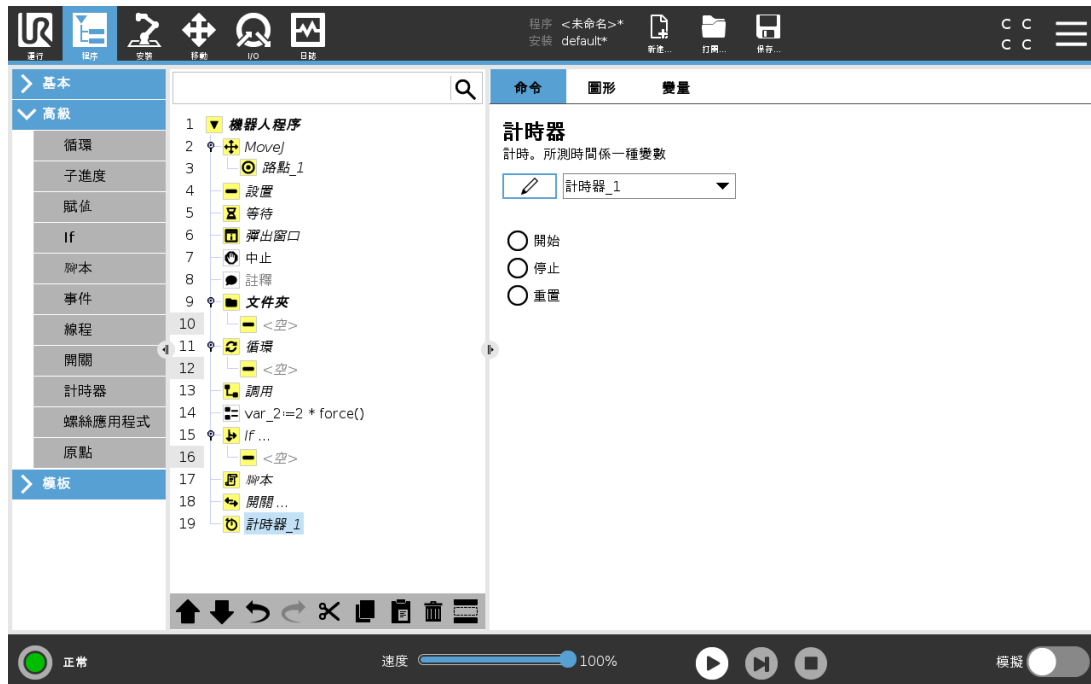 程序 <未命名>*
安裝 default*
運行
程序
安裝
移動
I/O
日誌
新建...
打開...
保存...
C C
C C
基本
高級
循環
子進度
賦值
If
腳本
事件
線程
開關
計時器
螺絲應用程式
原點
模板
1 機器人程序
2 MoveJ
3 路點_1
4 設置
5 等待
6 彈出窗口
7 中止
8 註釋
9 文件夾
10 <空>
11 循環
12 <空>
13 調用
14 var_2≔2 * force()
15 If ...
16 <空>
17 腳本
18 開關 ...
19 計時器_1
命令 圖形 變量
計時器
計時。所測時間係一種變數
計時器_1
開始
停止
重置
正常
速度 100%
模擬